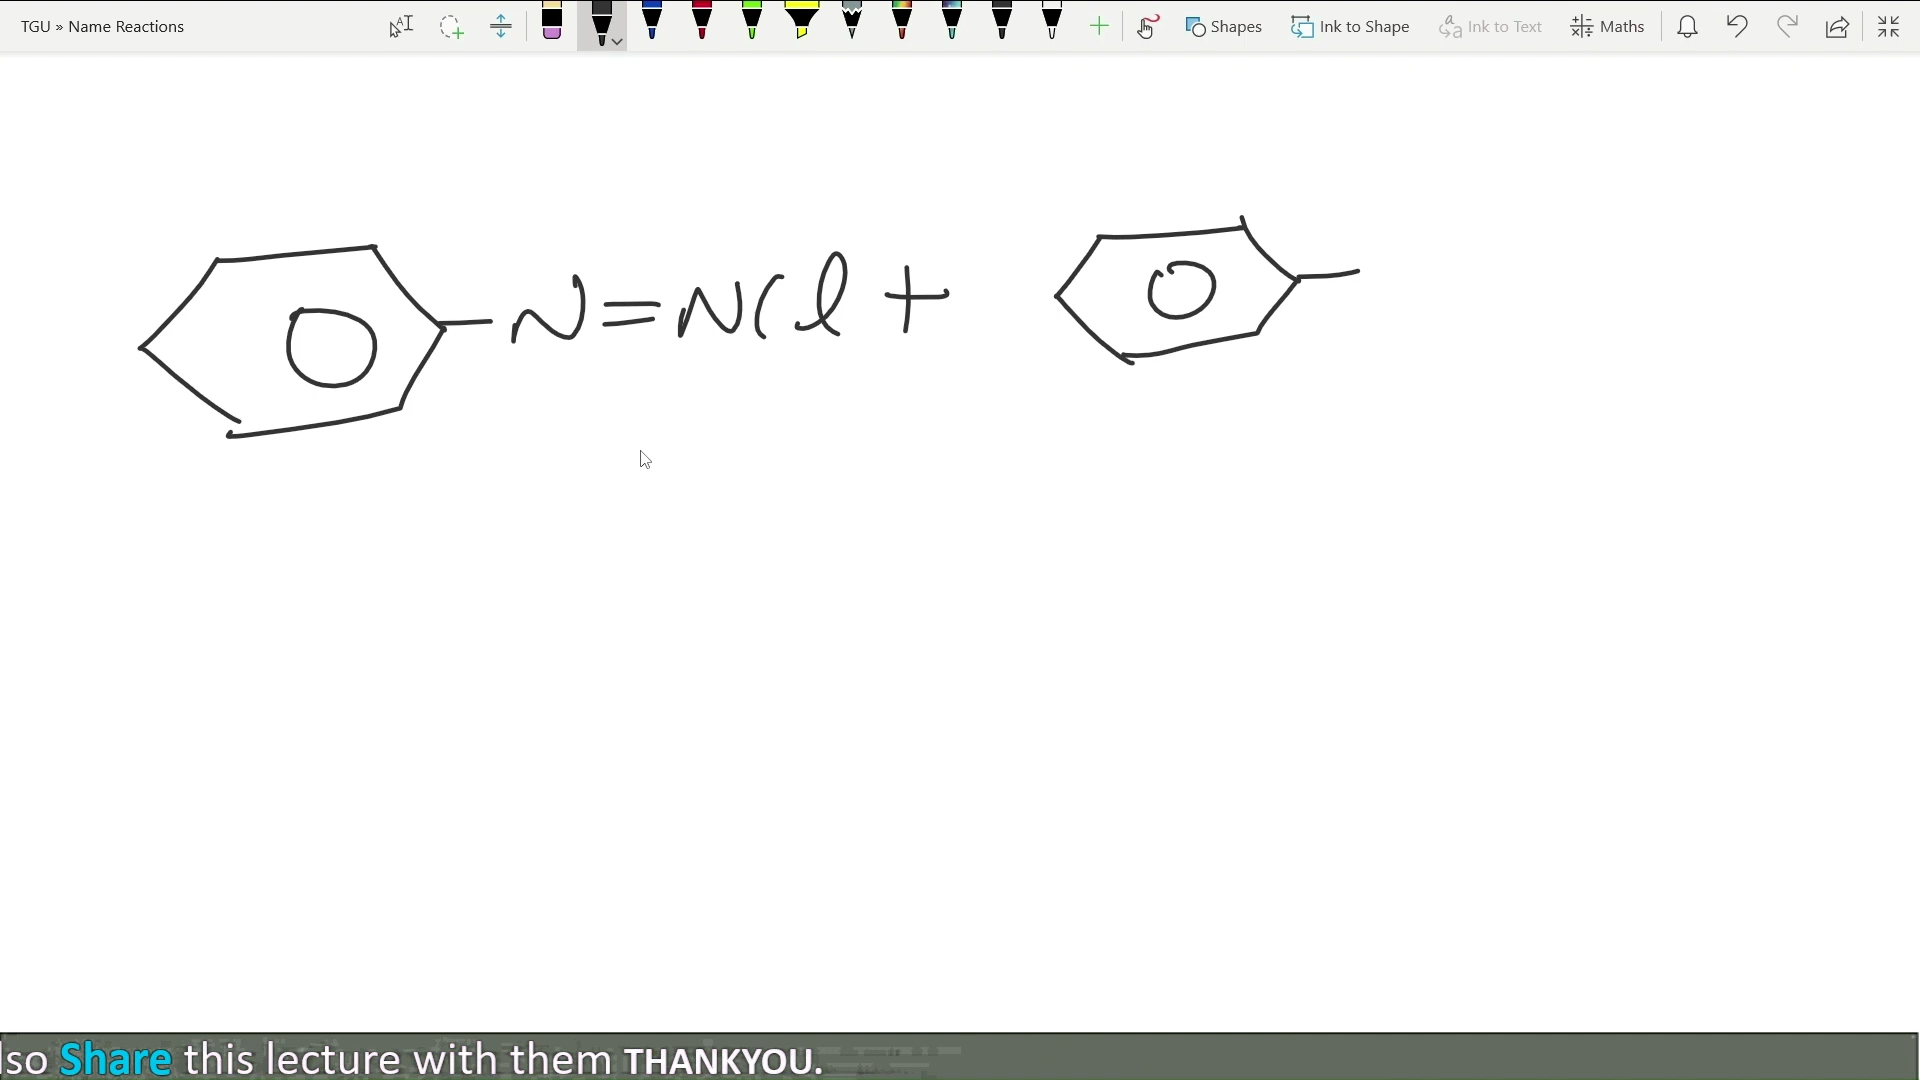 TGU » Name Reactions
Shapes
Ink to Shape
Ink to Text
Maths
N=NCl +
lso Share this lecture with them THANKYOU.